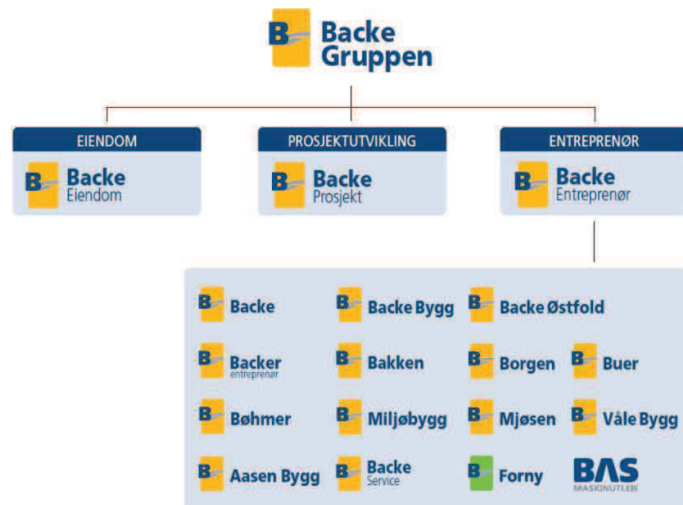 B Backe
Gruppen
EIENDOM
B Backe
Eiendom
PROSJEKTUTVIKLING
B Backe
Prosjekt
ENTREPRENØR
B Backe
Entreprenør
B Backe
B Backe Bygg
B Backe Østfold
B Backer
entreprenør
B Bakken
B Borgen
B Buer
B Bøhmer
B Miljøbygg
B Mjøsen
B Våle Bygg
B Aasen Bygg
B Backe
Service
B Forny
BAS
MASKINUTLEIE